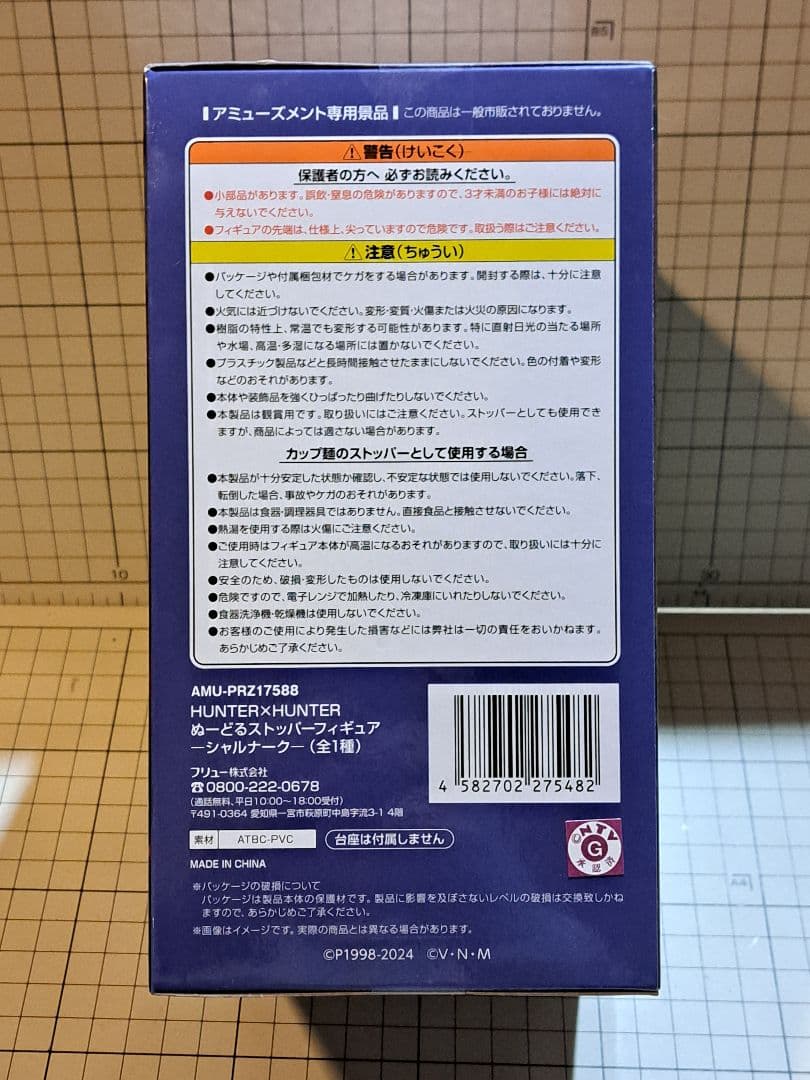 B5
アミューズメント専用景品 この商品は一般市販されておりません。
警告(けいこく)
保護者の方へ 必ずお読みください。
●小部品があります。誤飲・窒息の危険がありますので、3才未満のお子様には絶対に
与えないでください。
●フィギュアの先端は、仕様上、尖っていますので危険です。取扱う際はご注意ください。
注意(ちゅうい)
●パッケージや付属梱包材でケガをする場合があります。開封する際は、十分に注意
してください。
●火気には近づけないでください。変形・変質・火傷または火災の原因になります。
●樹脂の特性上、常温でも変形する可能性があります。特に直射日光の当たる場所
や水場、高温・多湿になる場所には置かないでください。
●プラスチック製品などと長時間接触させたままにしないでください。色の付着や変形
などのおそれがあります。
●本体や装飾品を強くひっぱったり曲げたりしないでください。
●本製品は観賞用です。取り扱いにはご注意ください。ストッパーとしても使用でき
ますが、商品によっては適さない場合があります。
カップ麺のストッパーとして使用する場合
●本製品が十分安定した状態か確認し、不安定な状態では使用しないでください。落下、
転倒した場合、事故やケガのおそれがあります。
●本製品は食器・調理器具ではありません。直接食品と接触させないでください。
●熱湯を使用する際は火傷にご注意ください。
●ご使用時はフィギュア本体が高温になるおそれがありますので、取り扱いには十分に
注意してください。
●安全のため、破損・変形したものは使用しないでください。
●危険ですので、電子レンジで加熱したり、冷凍庫にいれたりしないでください。
●食器洗浄機・乾燥機は使用しないでください。
●お客様のご使用により発生した損害などには弊社は一切の責任をおいかねます。
あらかじめご了承ください。
10
AMU-PRZ17588
HUNTER×HUNTER
ぬーどるストッパーフィギュア
―シャルナーク―(全1種)
フリュー株式会社
☎0800-222-0678
(通話無料、平日10:00～18:00受付)
〒491-0364 愛知県一宮市萩原町中島字流3-1 4階
4 582702 275482
素材 ATBC-PVC 台座は付属しません
©NTV
G
承認済
MADE IN CHINA
A4
※パッケージの破損について
パッケージは製品本体の保護材です。製品に影響を及ぼさないレベルの破損は交換致しかね
ますので、あらかじめご了承ください。
※画像はイメージです。実際の商品とは異なる場合があります。
©P1998-2024 ©V・N・M